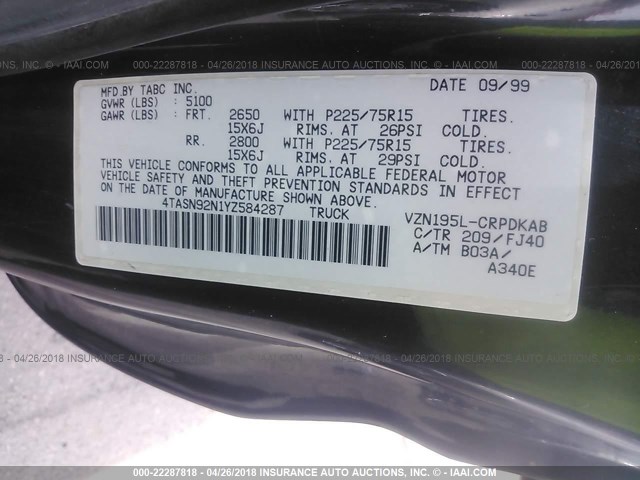 MFD.BY TABC INC. DATE 09/99
GVWR (LBS) : 5100
GAWR (LBS) : FRT. 2650 WITH P225/75R15 TIRES.
15X6J RIMS. AT 26PSI COLD.
RR. 2800 WITH P225/75R15 TIRES.
15X6J RIMS. AT 29PSI COLD.
THIS VEHICLE CONFORMS TO ALL APPLICABLE FEDERAL MOTOR
VEHICLE SAFETY AND THEFT PREVENTION STANDARDS IN EFFECT
ON THE DATE OF MANUFACTURE SHOWN ABOVE.
4TASN92N1YZ584287 TRUCK VZN195L-CRPDKAB
C/TR 209/FJ40
A/TM B03A/
A340E
00-22287818 - 04/26/2018 INSURANCE AUTO AUCTIONS, INC. - © - IAAI.COM
000-22287818 - 04/26/2018 INSURANCE AUTO AUCTIONS, INC. - © - IAAI.COM